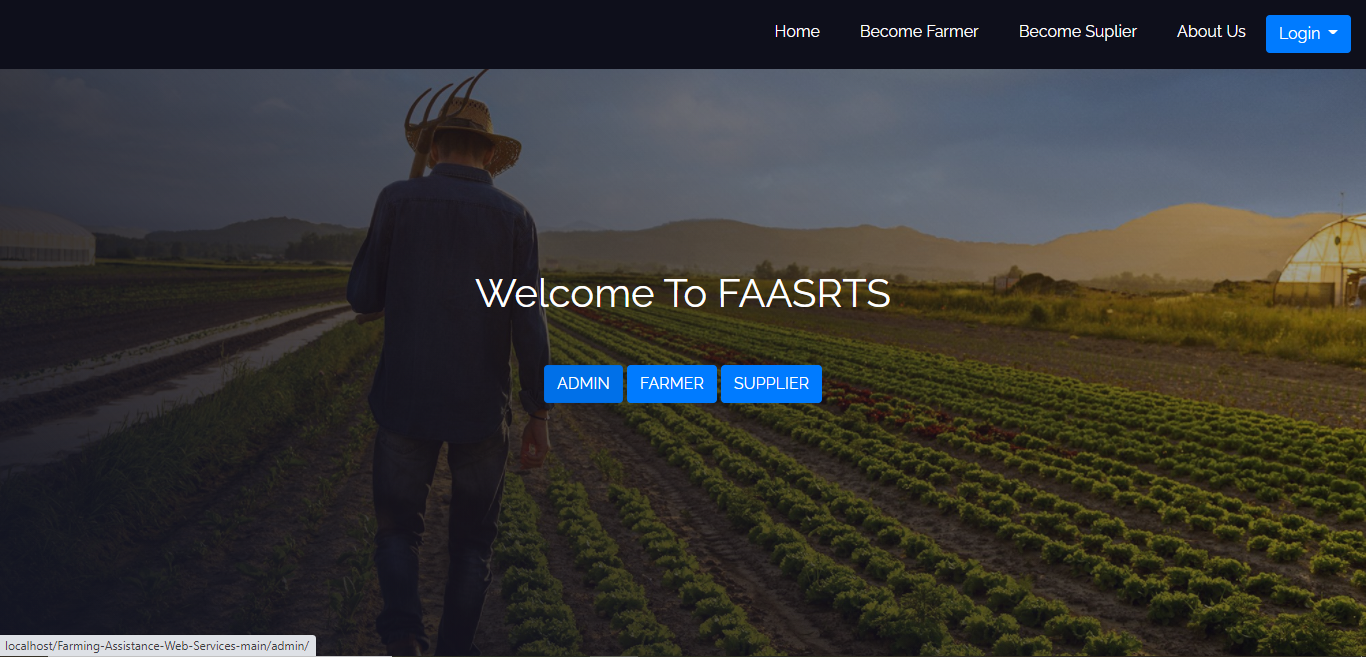 Home Become Farmer Become Suplier About Us Login
Welcome To FAASRTS
ADMIN FARMER SUPPLIER
localhost/Farming-Assistance-Web-Services-main/admin/